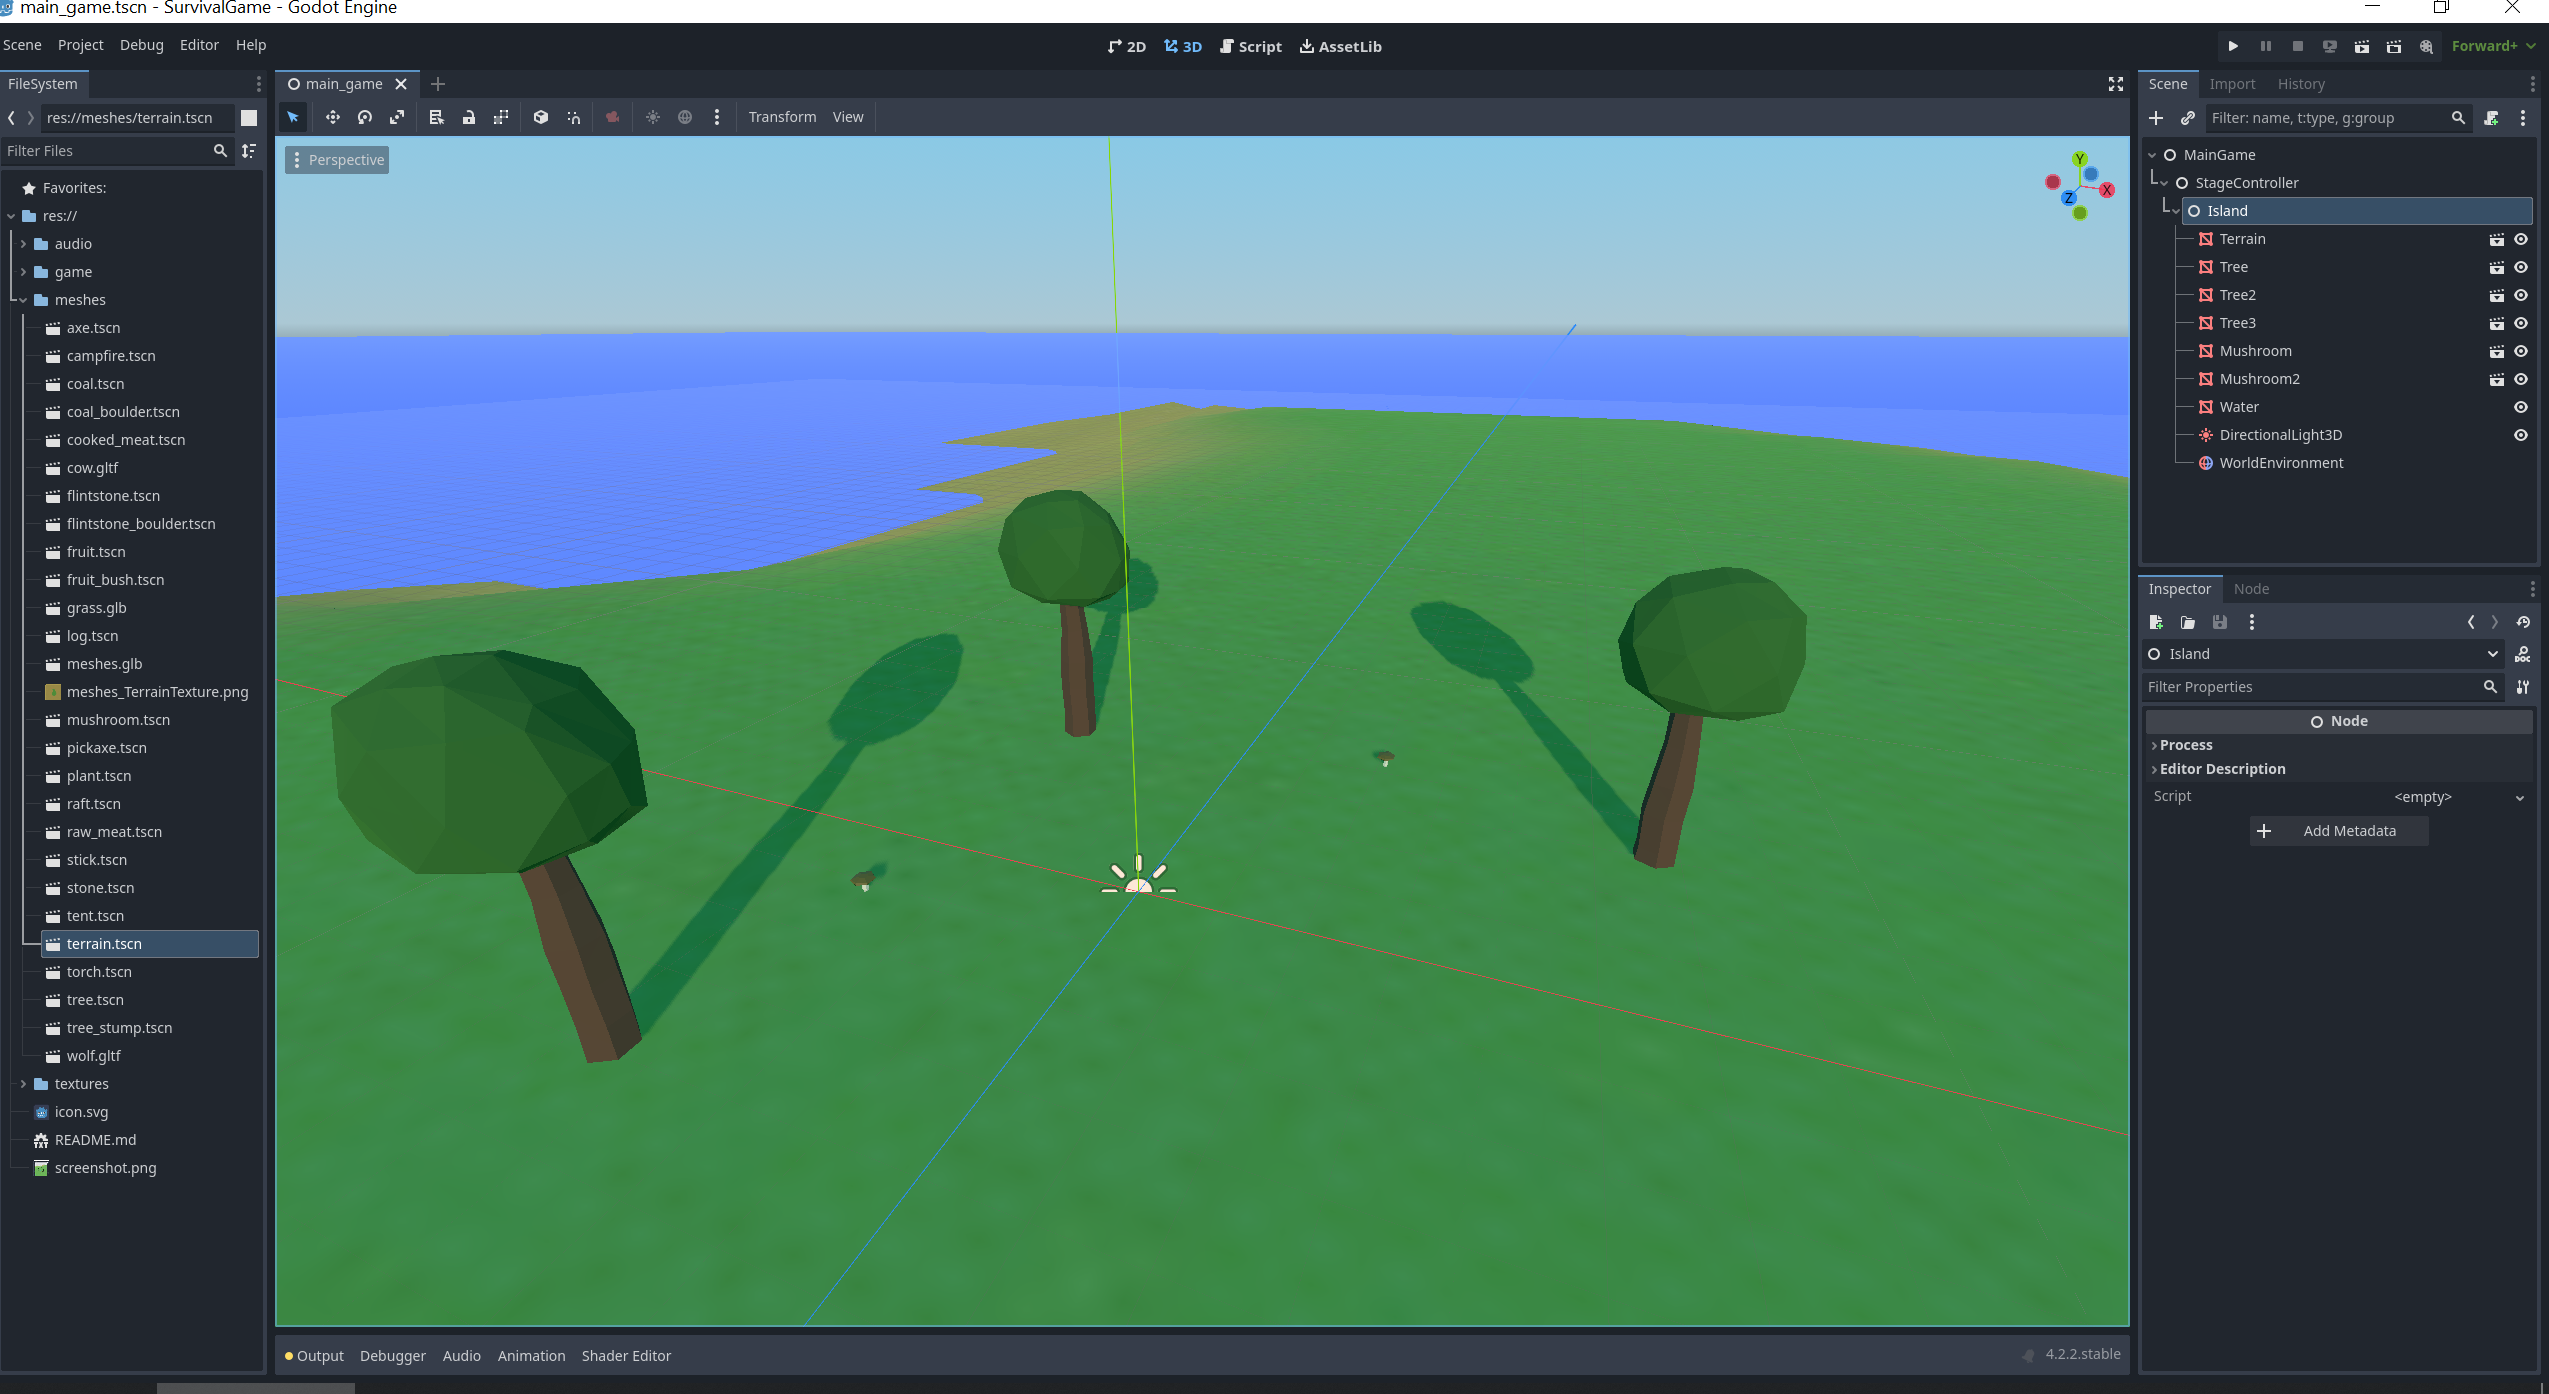 main_game.tscn - SurvivalGame - Godot Engine
Scene Project Debug Editor Help
2D 3D Script AssetLib
Forward+
FileSystem
res://meshes/terrain.tscn
Filter Files
Favorites:
res://
audio
game
meshes
axe.tscn
campfire.tscn
coal.tscn
coal_boulder.tscn
cooked_meat.tscn
cow.gltf
flintstone.tscn
flintstone_boulder.tscn
fruit.tscn
fruit_bush.tscn
grass.glb
log.tscn
meshes.glb
meshes_TerrainTexture.png
mushroom.tscn
pickaxe.tscn
plant.tscn
raft.tscn
raw_meat.tscn
stick.tscn
stone.tscn
tent.tscn
terrain.tscn
torch.tscn
tree.tscn
tree_stump.tscn
wolf.gltf
textures
icon.svg
README.md
screenshot.png
main_game
Transform View
Perspective
Y
X
Z
Output Debugger Audio Animation Shader Editor
4.2.2.stable
Scene Import History
Filter: name, t:type, g:group
MainGame
StageController
Island
Terrain
Tree
Tree2
Tree3
Mushroom
Mushroom2
Water
DirectionalLight3D
WorldEnvironment
Inspector Node
Island
DOC
Filter Properties
Node
Process
Editor Description
Script <empty>
Add Metadata